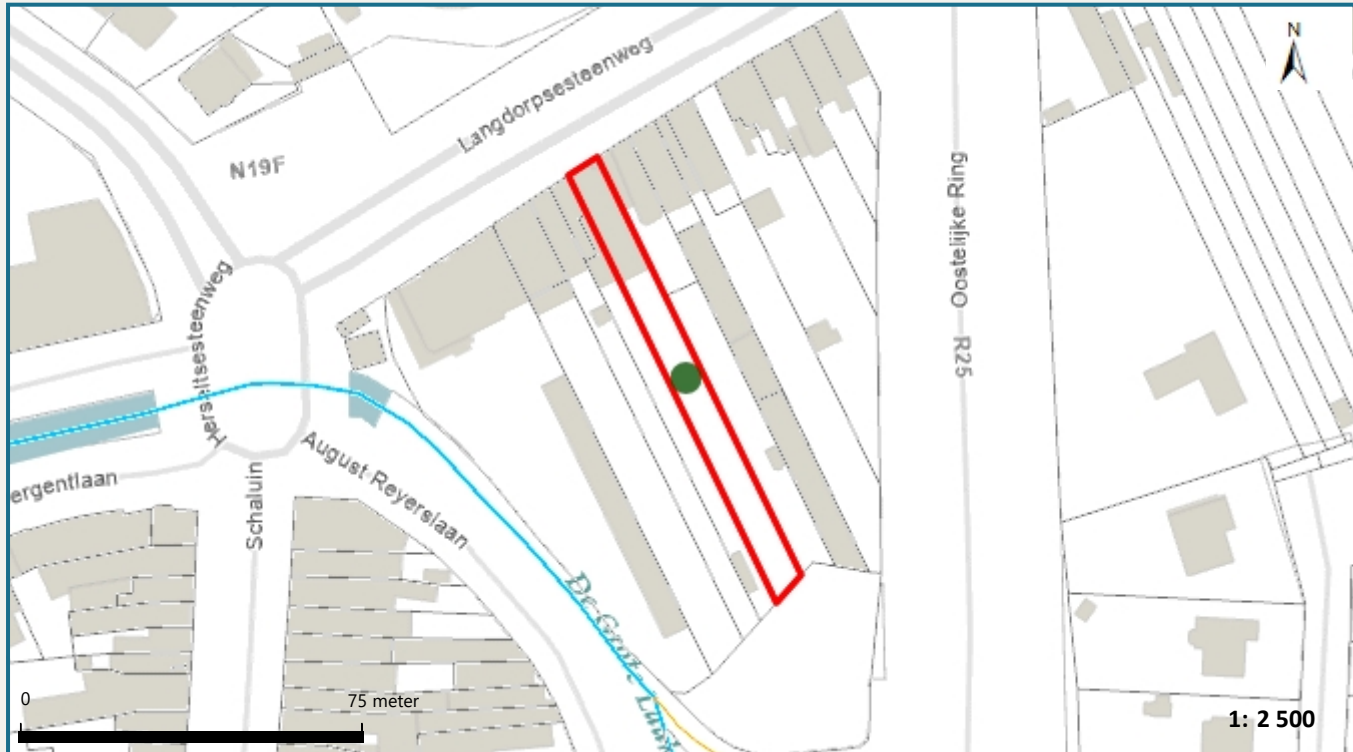 N
Langdorpsesteenweg
N19F
Oostelijke Ring
R25
Herseltsesteenweg
August Reyerslaan
ergentlaan
Schaluin
De Grote
0
75 meter
1: 2 500